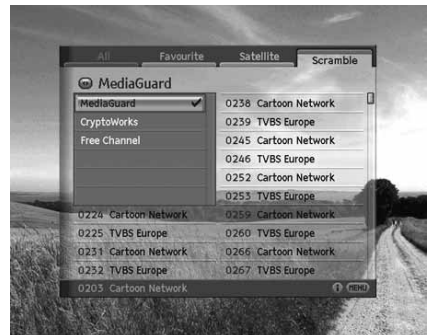 All Favourite Satellite Scramble
MediaGuard
MediaGuard
CryptoWorks
Free Channel
0238 Cartoon Network
0239 TVBS Europe
0245 Cartoon Network
0246 TVBS Europe
0252 Cartoon Network
0253 TVBS Europe
0224 Cartoon Network
0259 Cartoon Network
0225 TVBS Europe
0260 TVBS Europe
0231 Cartoon Network
0266 Cartoon Network
0232 TVBS Europe
0267 TVBS Europe
0203 Cartoon Network
i MENU